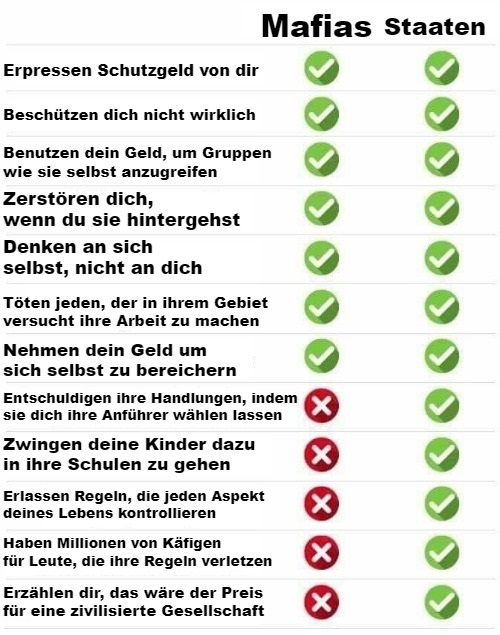 Mafias Staaten
Erpressen Schutzgeld von dir
Beschützen dich nicht wirklich
Benutzen dein Geld, um Gruppen
wie sie selbst anzugreifen
Zerstören dich,
wenn du sie hintergehst
Denken an sich
selbst, nicht an dich
Töten jeden, der in ihrem Gebiet
versucht ihre Arbeit zu machen
Nehmen dein Geld um
sich selbst zu bereichern
Entschuldigen ihre Handlungen, indem
sie dich ihre Anführer wählen lassen
Zwingen deine Kinder dazu
in ihre Schulen zu gehen
Erlassen Regeln, die jeden Aspekt
deines Lebens kontrollieren
Haben Millionen von Käfigen
für Leute, die ihre Regeln verletzen
Erzählen dir, das wäre der Preis
für eine zivilisierte Gesellschaft